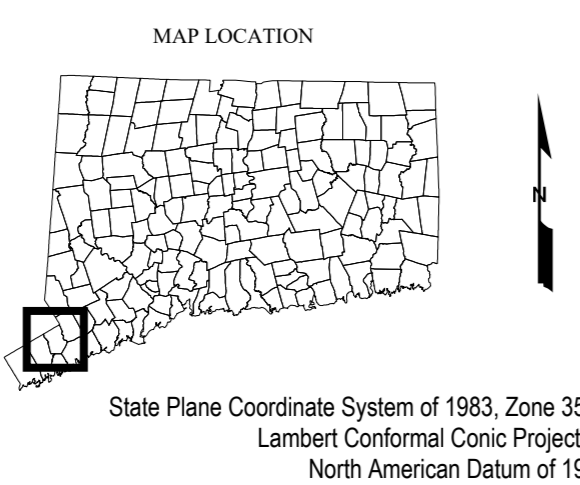 MAP LOCATION
N
State Plane Coordinate System of 1983, Zone 35
Lambert Conformal Conic Project
North American Datum of 19